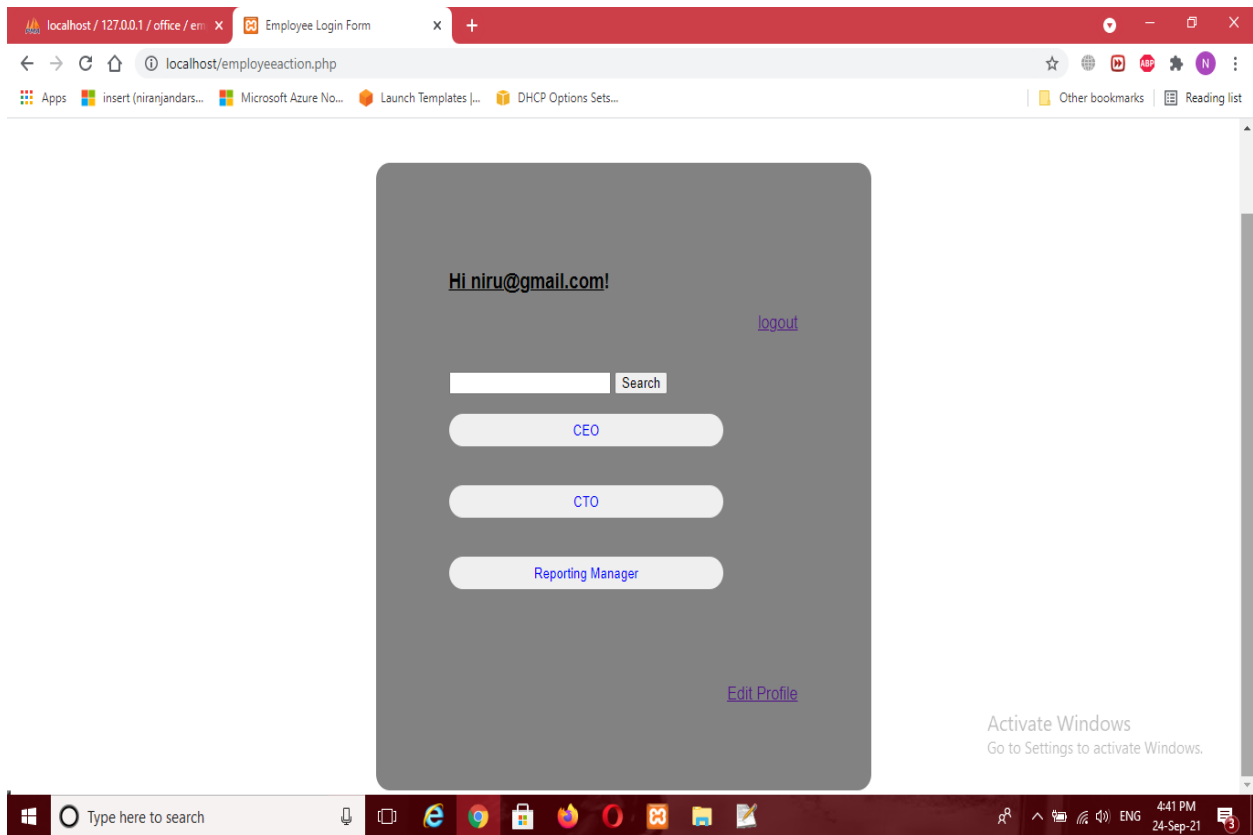 localhost / 127.0.0.1 / office / em
Employee Login Form
localhost/employeeaction.php
ABP
N
Apps
insert (niranjandars...
Microsoft Azure No...
Launch Templates |...
DHCP Options Sets...
Other bookmarks
Reading list
Hi niru@gmail.com!
logout
Search
CEO
CTO
Reporting Manager
Edit Profile
Activate Windows
Go to Settings to activate Windows.
Type here to search
ENG
4:41 PM
24-Sep-21
3